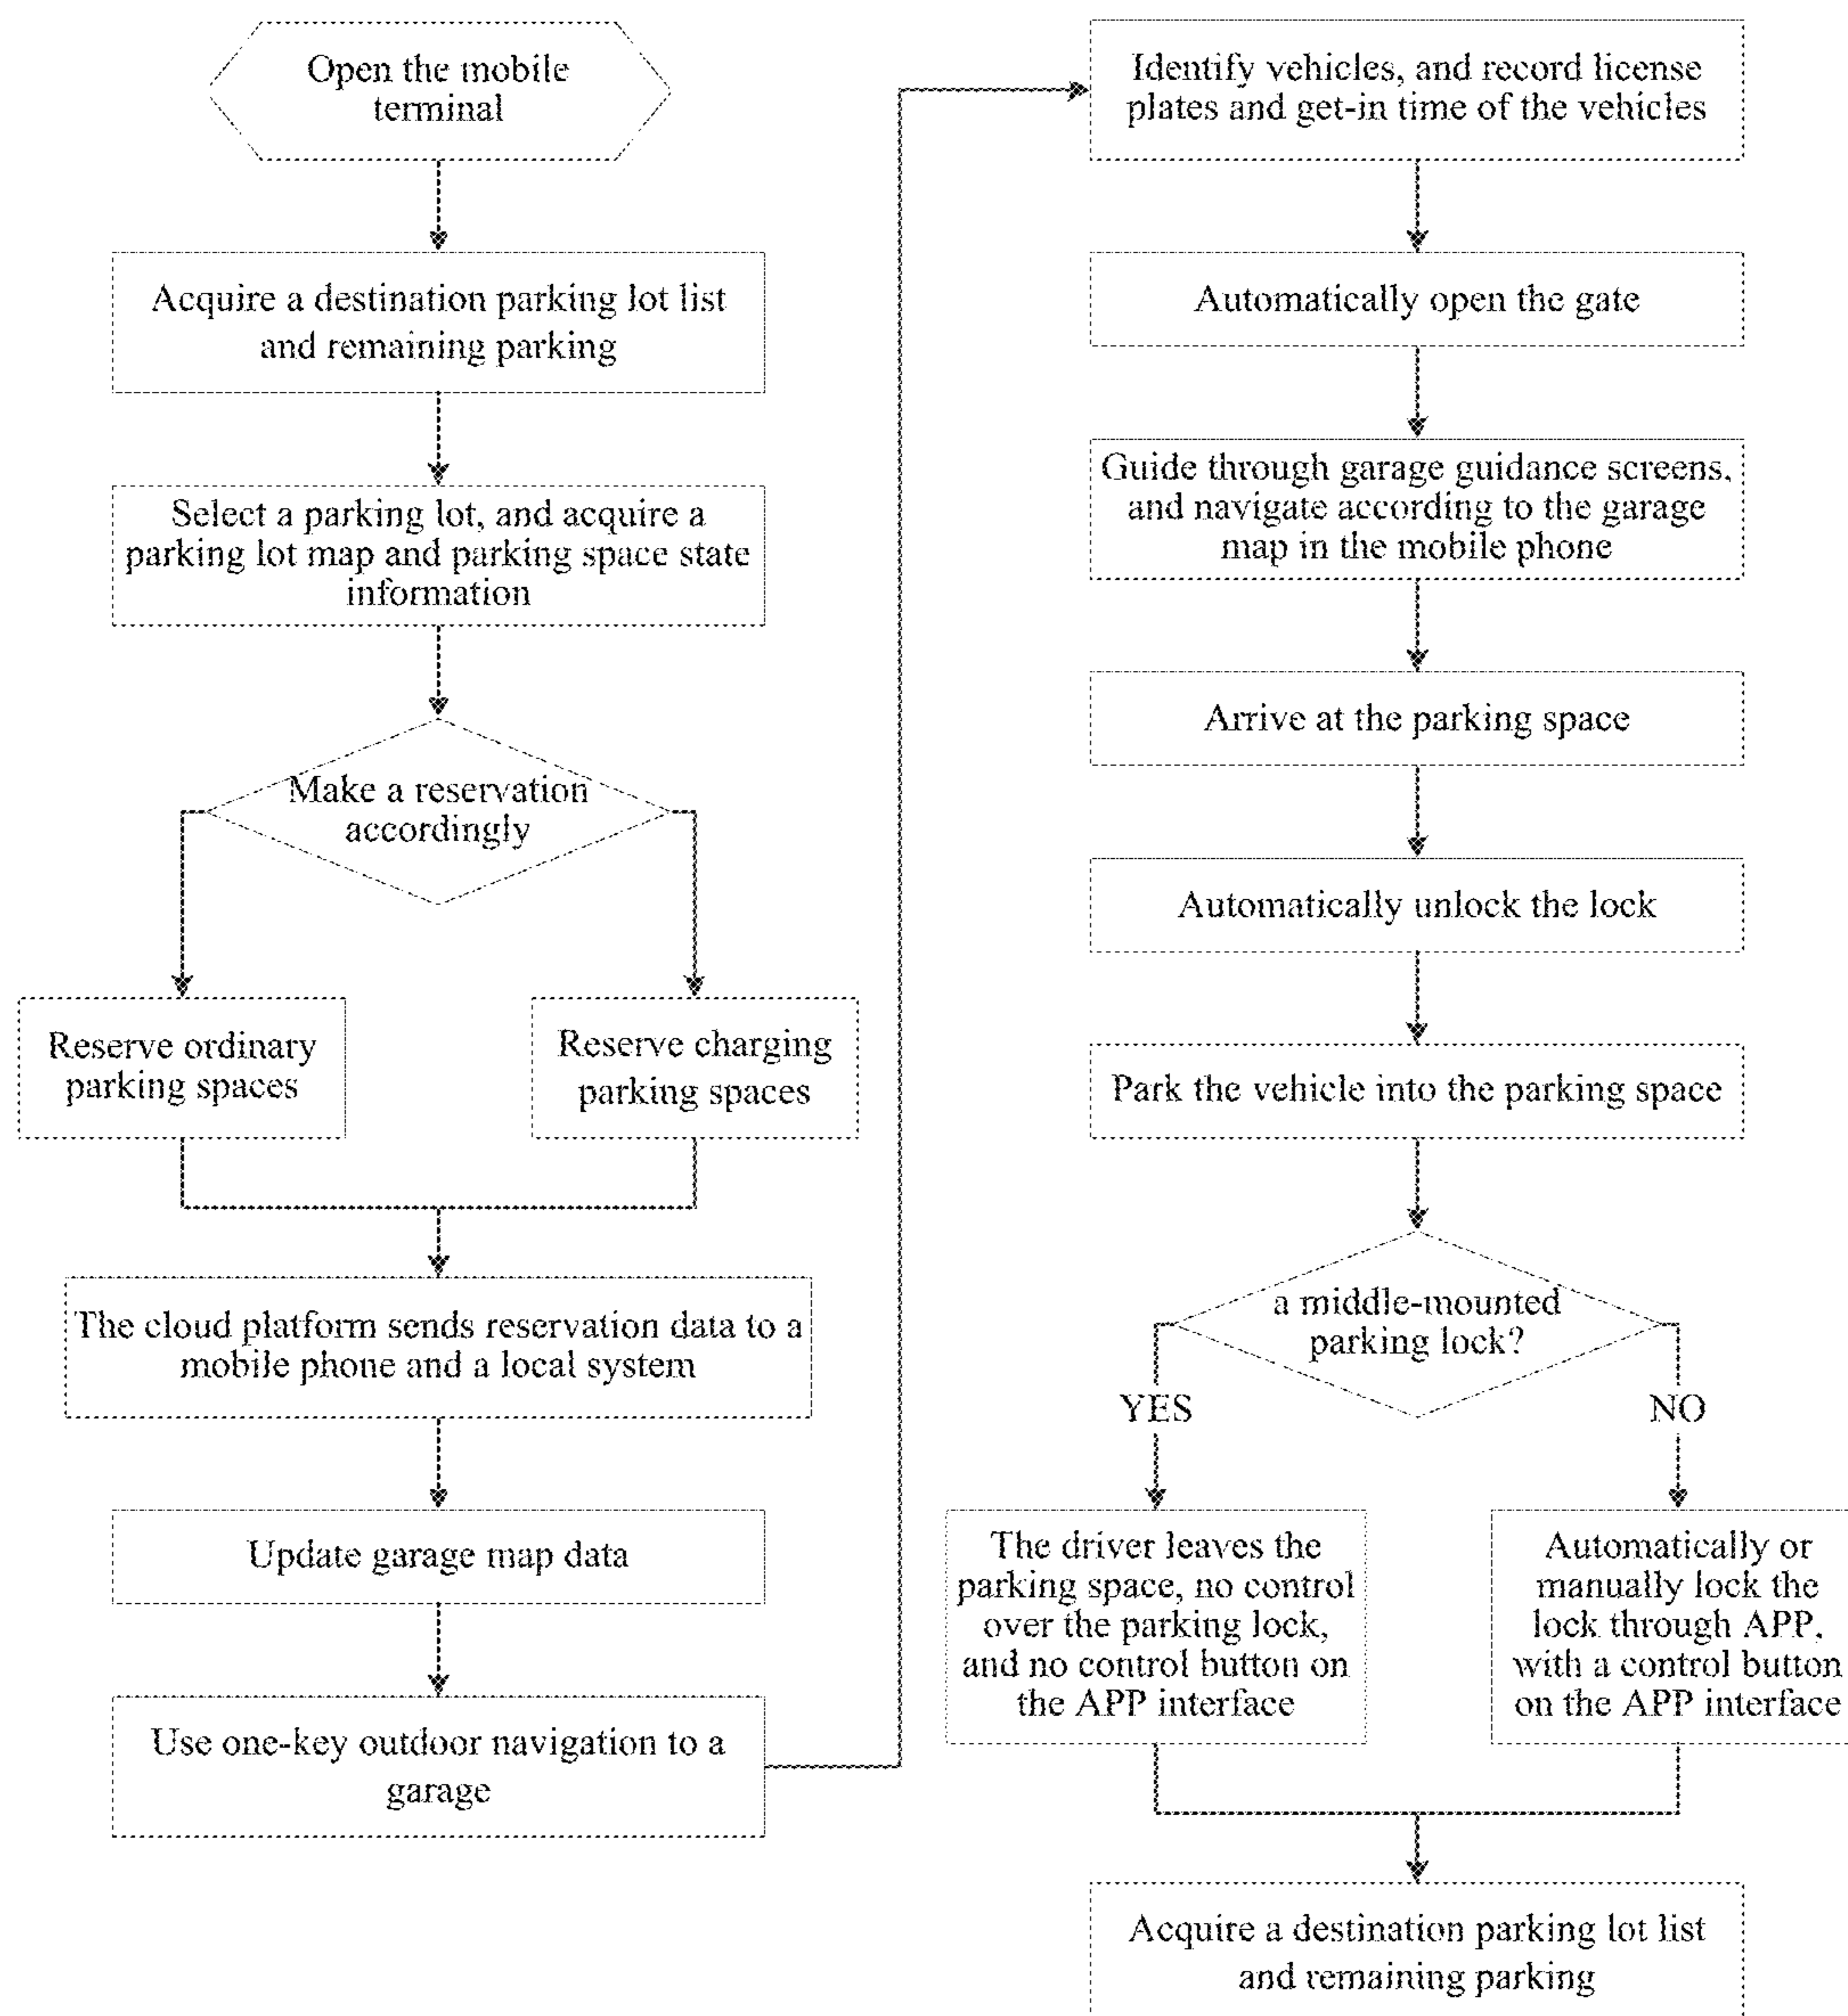 Open the mobile
terminal
Acquire a destination parking lot list
and remaining parking
Select a parking lot, and acquire a
parking lot map and parking space state
information
Make a reservation
accordingly
Reserve ordinary
parking spaces
Reserve charging
parking spaces
The cloud platform sends reservation data to a
mobile phone and a local system
Update garage map data
Use one-key outdoor navigation to a
garage
Identify vehicles, and record license
plates and get-in time of the vehicles
Automatically open the gate
Guide through garage guidance screens,
and navigate according to the garage
map in the mobile phone
Arrive at the parking space
Automatically unlock the lock
Park the vehicle into the parking space
a middle-mounted
parking lock?
YES
NO
The driver leaves the
parking space, no control
over the parking lock,
and no control button on
the APP interface
Automatically or
manually lock the
lock through APP,
with a control button
on the APP interface
Acquire a destination parking lot list
and remaining parking